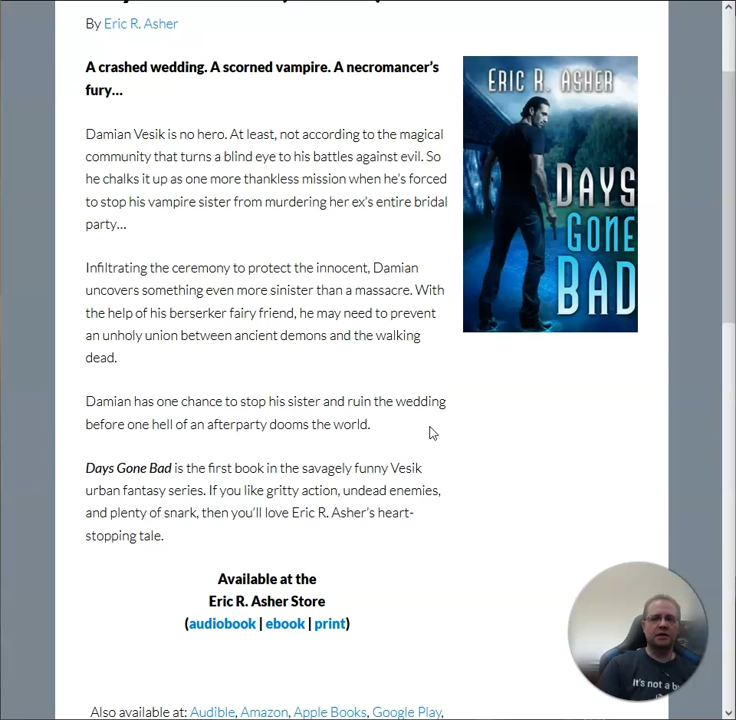 By Eric R. Asher
A crashed wedding. A scorned vampire. A necromancer's
fury…
Damian Vesik is no hero. At least, not according to the magical
community that turns a blind eye to his battles against evil. So
he chalks it up as one more thankless mission when he's forced
to stop his vampire sister from murdering her ex's entire bridal
party…
Infiltrating the ceremony to protect the innocent, Damian
uncovers something even more sinister than a massacre. With
the help of his berserker fairy friend, he may need to prevent
an unholy union between ancient demons and the walking
dead.
Damian has one chance to stop his sister and ruin the wedding
before one hell of an afterparty dooms the world.
Days Gone Bad is the first book in the savagely funny Vesik
urban fantasy series. If you like gritty action, undead enemies,
and plenty of snark, then you'll love Eric R. Asher's heart-
stopping tale.
Available at the
Eric R. Asher Store
(audiobook | ebook | print)
Also available at: Audible, Amazon, Apple Books, Google Play,
ERIC R. ASHER
DAYS
GONE
BAD
It's not a